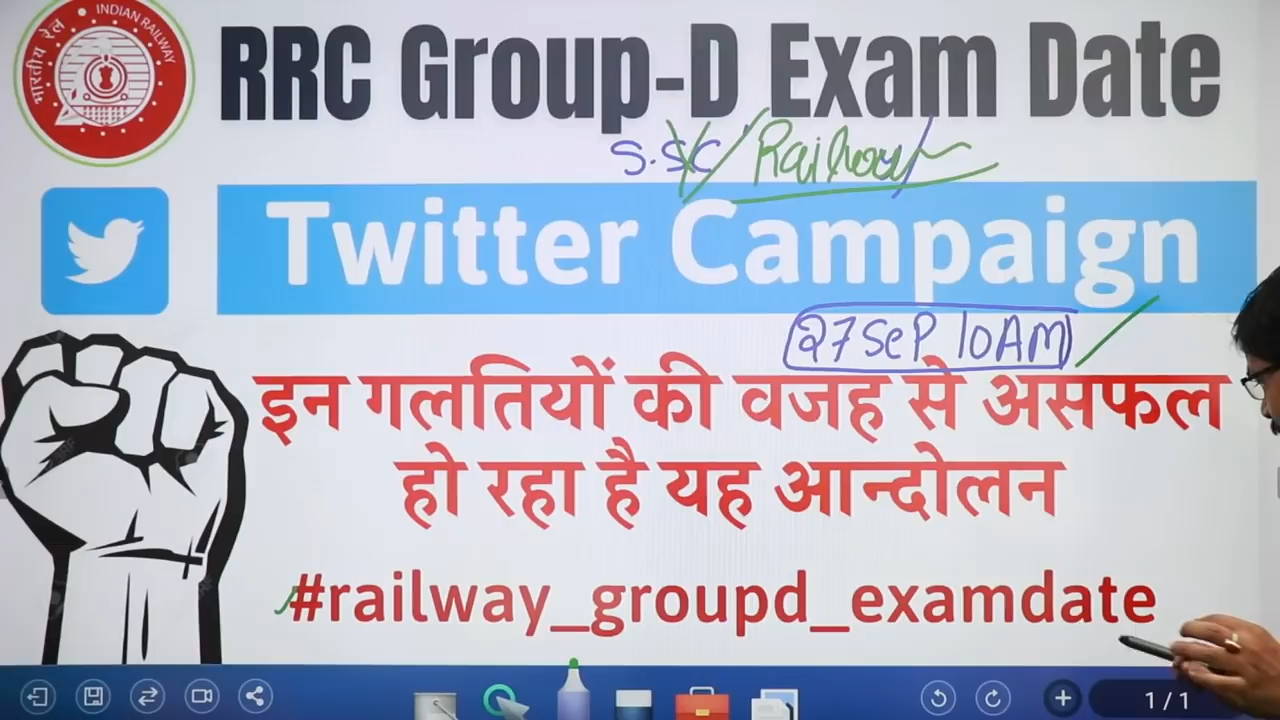 भारतीय रेल INDIAN RAILWAY
RRC Group-D Exam Date
S.SC / Railway
Twitter Campaign
27 SeP 10AM
इन गलतियों की वजह से असफल
हो रहा है यह आन्दोलन
#railway_groupd_examdate
1 / 1